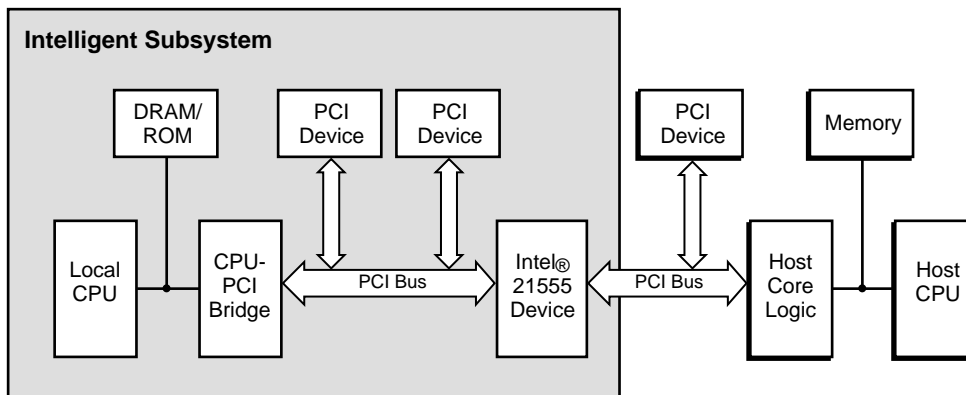 Intelligent Subsystem
DRAM/
ROM
PCI
Device
PCI
Device
PCI
Device
Memory
Local
CPU
CPU-
PCI
Bridge
PCI Bus
Intel®
21555
Device
PCI Bus
Host
Core
Logic
Host
CPU